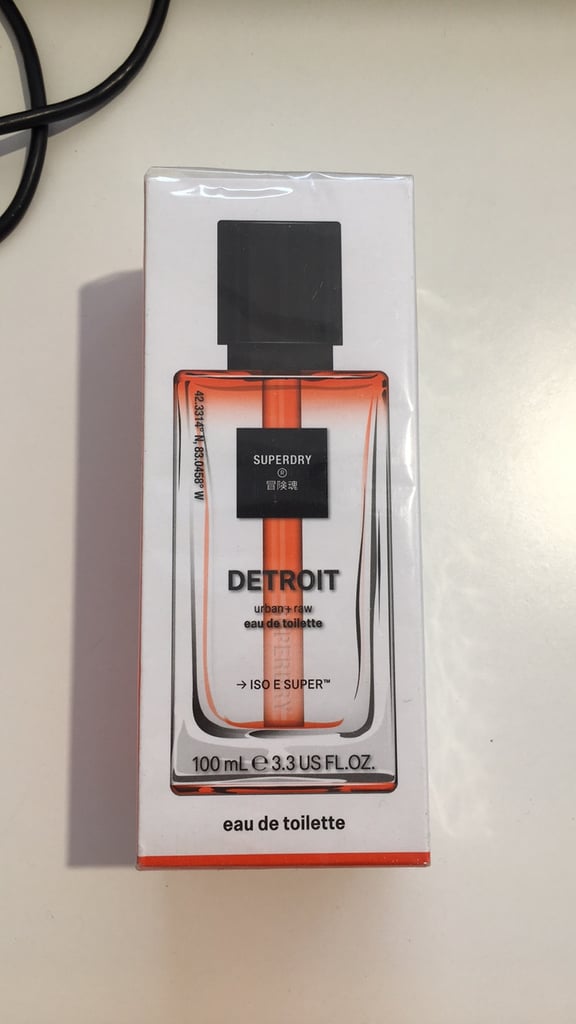 42.3314° N, 83.0458° W
SUPERDRY
®
冒険魂
DETROIT
urban + raw
eau de toilette
SUPERDRY
→ ISO E SUPER™
100 mL ℮ 3.3 US FL.OZ.
eau de toilette